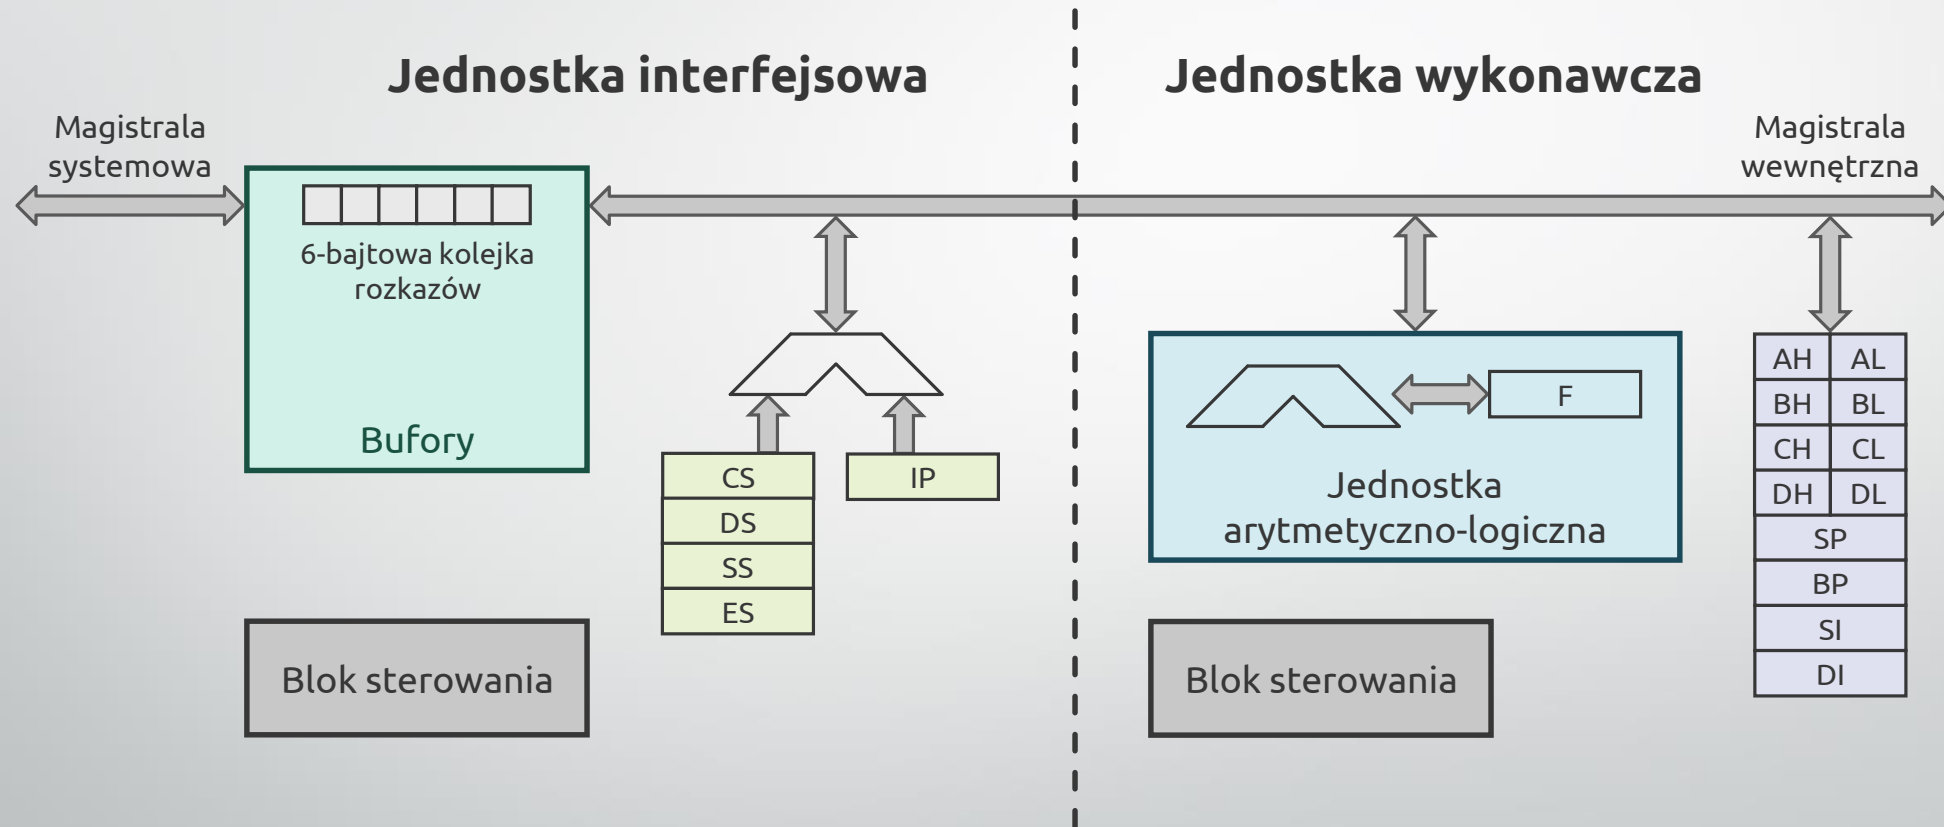 Jednostka interfejsowa
Jednostka wykonawcza
Magistrala
systemowa
Magistrala
wewnętrzna
6-bajtowa kolejka
rozkazów
Bufory
CS
DS
SS
ES
IP
Blok sterowania
F
Jednostka
arytmetyczno-logiczna
Blok sterowania
AH AL
BH BL
CH CL
DH DL
SP
BP
SI
DI